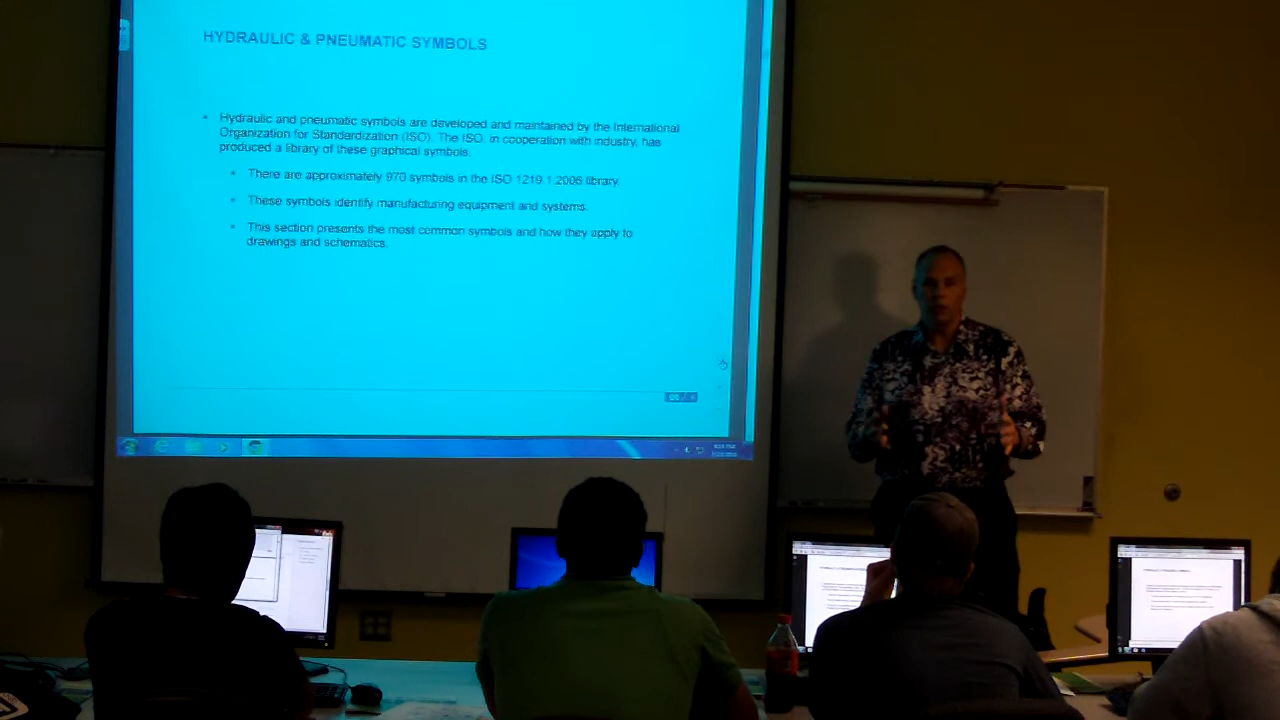 HYDRAULIC & PNEUMATIC SYMBOLS
Hydraulic and pneumatic symbols are developed and maintained by the International
Organization for Standardization (ISO). The ISO, in cooperation with industry, has
produced a library of these graphical symbols.
There are approximately 970 symbols in the ISO 1219.1:2006 library.
These symbols identify manufacturing equipment and systems.
This section presents the most common symbols and how they apply to
drawings and schematics.